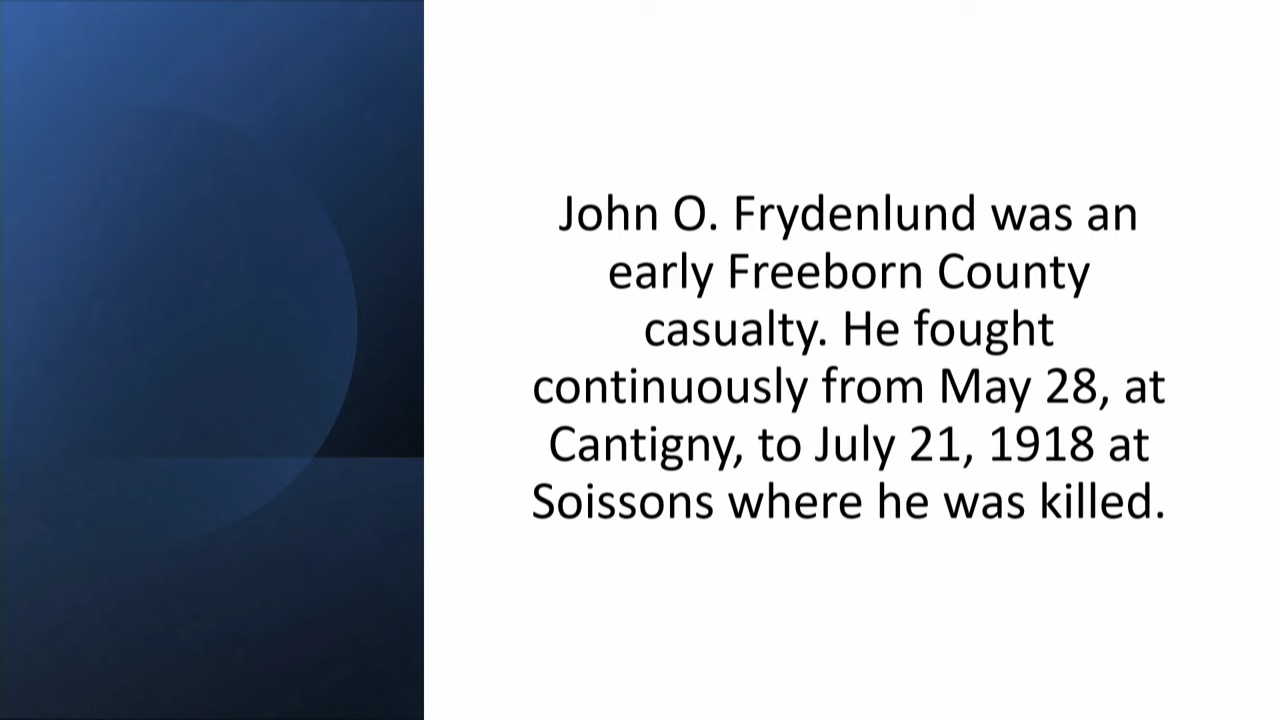 John O. Frydenlund was an
early Freeborn County
casualty. He fought
continuously from May 28, at
Cantigny, to July 21, 1918 at
Soissons where he was killed.